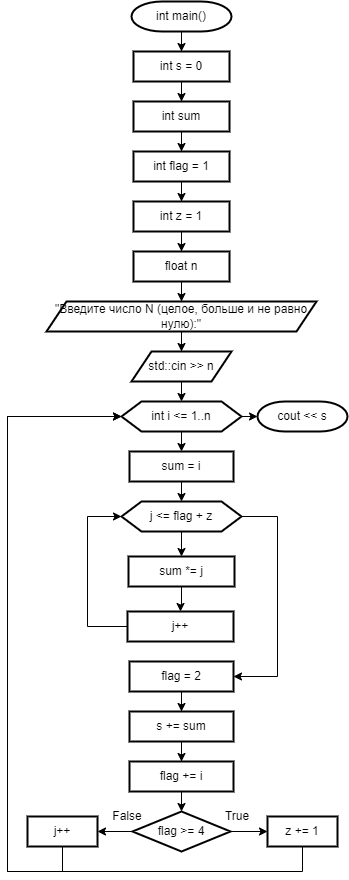 int main()
int s = 0
int sum
int flag = 1
int z = 1
float n
"Введите число N (целое, больше и не равно
нулю):"
std::cin >> n
int i <= 1..n
cout << s
sum = i
j <= flag + z
sum *= j
j++
flag = 2
s += sum
flag += i
False
True
j++
flag >= 4
z += 1